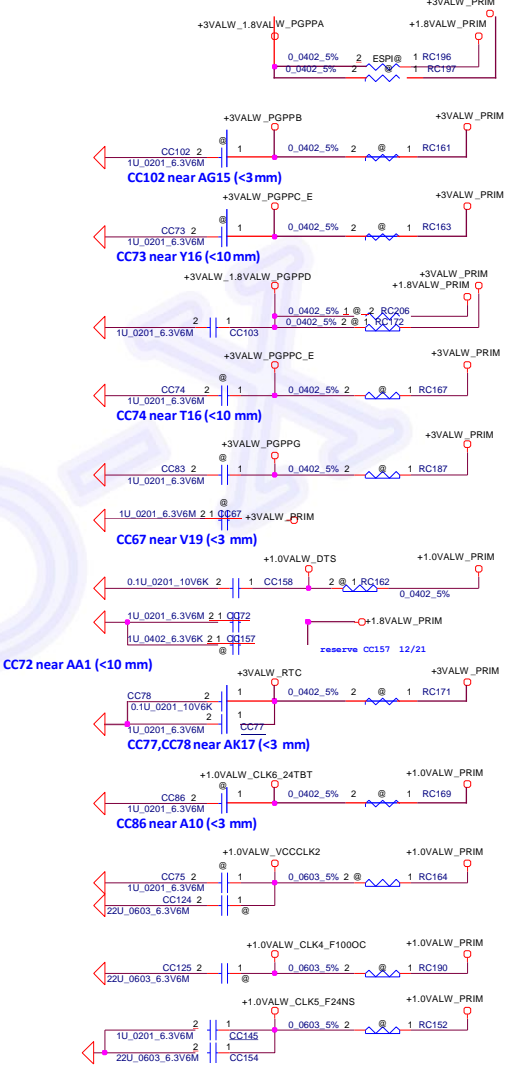 +3VALW_PRIM
+3VALW_1.8VALW_PGPPA +1.8VALW_PRIM
0_0402_5% 2 ESPI@ 1 RC196
0_0402_5% 2 @ 1 RC197
+3VALW_PGPPB +3VALW_PRIM
CC102 2 @ 1 0_0402_5% 2 @ 1 RC161
1U_0201_6.3V6M
CC102 near AG15 (<3mm)
+3VALW_PGPPC_E +3VALW_PRIM
CC73 2 @ 1 0_0402_5% 2 @ 1 RC163
1U_0201_6.3V6M
CC73 near Y16 (<10mm)
+3VALW_1.8VALW_PGPPD +3VALW_PRIM
+1.8VALW_PRIM
0_0402_5% 1 @ 2 RC206
2 1 0_0402_5% 2 @ 1 RC172
1U_0201_6.3V6M CC103
+3VALW_PGPPC_E +3VALW_PRIM
CC74 2 @ 1 0_0402_5% 2 @ 1 RC167
1U_0201_6.3V6M
CC74 near T16 (<10 mm)
+3VALW_PGPPG +3VALW_PRIM
CC83 2 @ 1 0_0402_5% 2 @ 1 RC187
1U_0201_6.3V6M
1U_0201_6.3V6M 2 1 CC67 @ +3VALW_PRIM
CC67 near V19 (<3 mm)
+1.0VALW_DTS +1.0VALW_PRIM
0.1U_0201_10V6K 2 1 CC158 2 @ 1 RC162
0_0402_5%
1U_0201_6.3V6M 2 1 CC72 +1.8VALW_PRIM
1U_0402_6.3V6K 2 1 CC157
@ reserve CC157 12/21
CC72 near AA1 (<10 mm)
+3VALW_RTC +3VALW_PRIM
CC78 2 1 0_0402_5% 2 @ 1 RC171
0.1U_0201_10V6K
2 1 CC77
1U_0201_6.3V6M
CC77,CC78 near AK17 (<3 mm)
+1.0VALW_CLK6_24TBT +1.0VALW_PRIM
CC86 2 @ 1 0_0402_5% 2 @ 1 RC169
1U_0201_6.3V6M
CC86 near A10 (<3 mm)
+1.0VALW_VCCCLK2 +1.0VALW_PRIM
CC75 2 @ 1 0_0603_5% 2 @ 1 RC164
1U_0201_6.3V6M
CC124 2 1
22U_0603_6.3V6M @
+1.0VALW_CLK4_F100OC +1.0VALW_PRIM
CC125 2 1 0_0603_5% 2 @ 1 RC190
22U_0603_6.3V6M @
+1.0VALW_CLK5_F24NS +1.0VALW_PRIM
2 1 0_0603_5% 2 @ 1 RC152
1U_0201_6.3V6M CC145
2 1
22U_0603_6.3V6M CC154